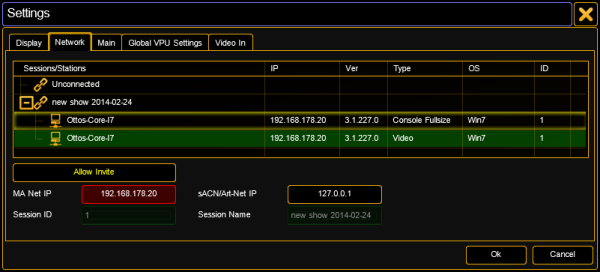 Settings
Display Network Main Global VPU Settings Video In
Sessions/Stations IP Ver Type OS ID
Unconnected
new show 2014-02-24
Ottos-Core-I7 192.168.178.20 3.1.227.0 Console Fullsize Win7 1
Ottos-Core-I7 192.168.178.20 3.1.227.0 Video Win7 1
Allow Invite
MA Net IP 192.168.178.20 sACN/Art-Net IP 127.0.0.1
Session ID 1 Session Name new show 2014-02-24
Ok Cancel